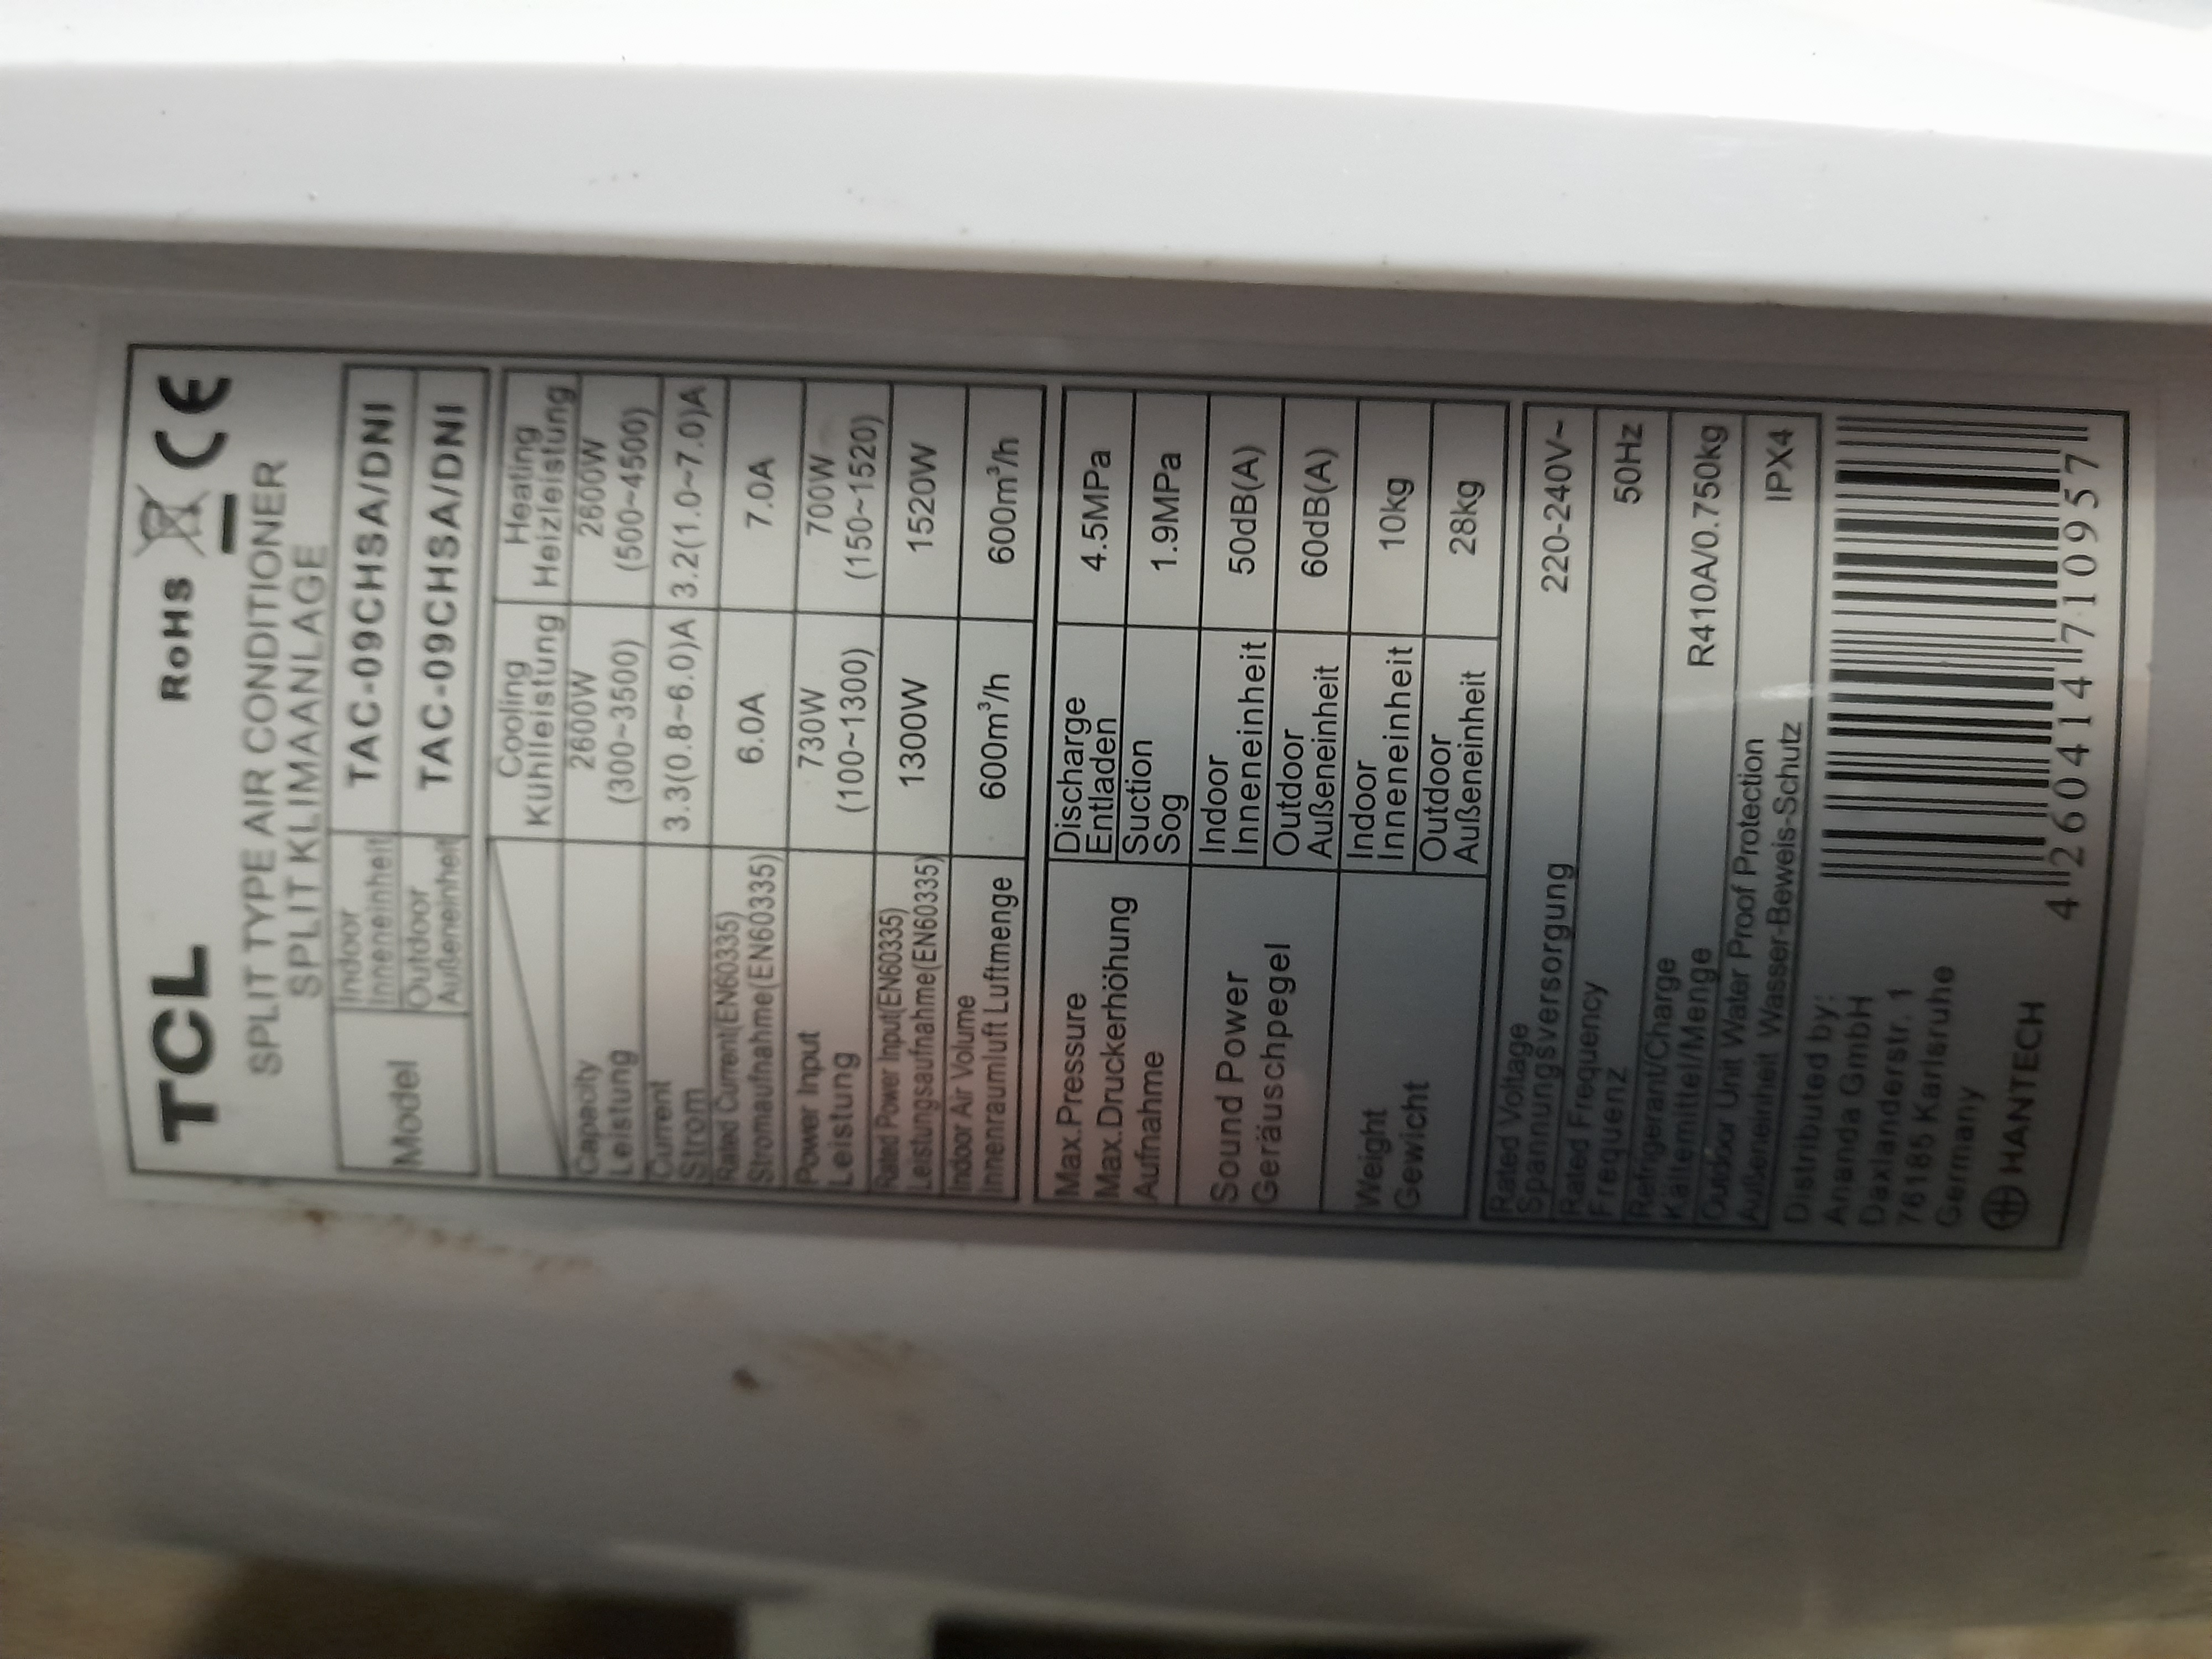 TCL RoHS CE
SPLIT TYPE AIR CONDITIONER
SPLIT KLIMAANLAGE
Model
Indoor
Inneneinheit
TAC-09CHSA/DNI
Outdoor
Außeneinheit
TAC-09CHSA/DNI
Cooling
Kühlleistung
Heating
Heizleistung
Capacity
Leistung
2600W
(300~3500)
2600W
(500~4500)
Current
Strom
3.3(0.8~6.0)A
3.2(1.0~7.0)A
Rated Current(EN60335)
Stromaufnahme(EN60335)
6.0A
7.0A
Power Input
Leistung
730W
(100~1300)
700W
(150~1520)
Rated Power Input(EN60335)
Leistungsaufnahme(EN60335)
1300W
1520W
Indoor Air Volume
Innenraumluft Luftmenge
600m³/h
600m³/h
Max.Pressure
Max.Druckerhöhung
Aufnahme
Discharge
Entladen
4.5MPa
Suction
Sog
1.9MPa
Sound Power
Geräuschpegel
Indoor
Inneneinheit
50dB(A)
Outdoor
Außeneinheit
60dB(A)
Weight
Gewicht
Indoor
Inneneinheit
10kg
Outdoor
Außeneinheit
28kg
Rated Voltage
Spannungsversorgung
220-240V~
Rated Frequency
Frequenz
50Hz
Refrigerant/Charge
Kältemittel/Menge
R410A/0.750kg
Outdoor Unit Water Proof Protection
Außeneinheit Wasser-Beweis-Schutz
IPX4
Distributed by:
Ananda GmbH
Daxlanderstr. 1
76185 Karlsruhe
Germany
HANTECH
4 260414 710957